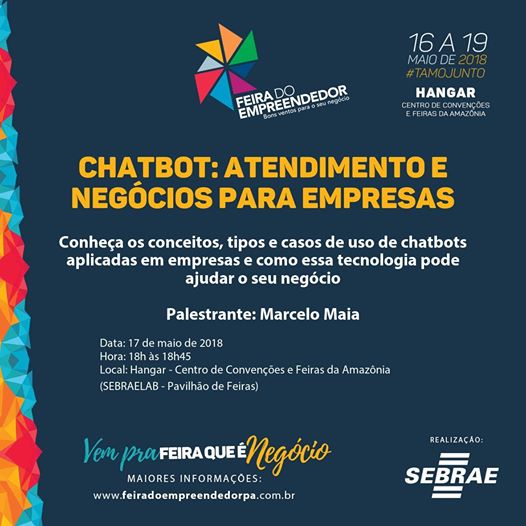 FEIRA DO
EMPREENDEDOR
Bons ventos para o seu negócio
16 A 19
MAIO DE 2018
#TAMOJUNTO
HANGAR
CENTRO DE CONVENÇÕES
E FEIRAS DA AMAZÔNIA
CHATBOT: ATENDIMENTO E
NEGÓCIOS PARA EMPRESAS
Conheça os conceitos, tipos e casos de uso de chatbots
aplicadas em empresas e como essa tecnologia pode
ajudar o seu negócio
Palestrante: Marcelo Maia
Data: 17 de maio de 2018
Hora: 18h às 18h45
Local: Hangar - Centro de Convenções e Feiras da Amazônia
(SEBRAELAB - Pavilhão de Feiras)
Vem pra FEIRA QUE É Negócio
MAIORES INFORMAÇÕES:
www.feiradoempreendedorpa.com.br
REALIZAÇÃO:
SEBRAE